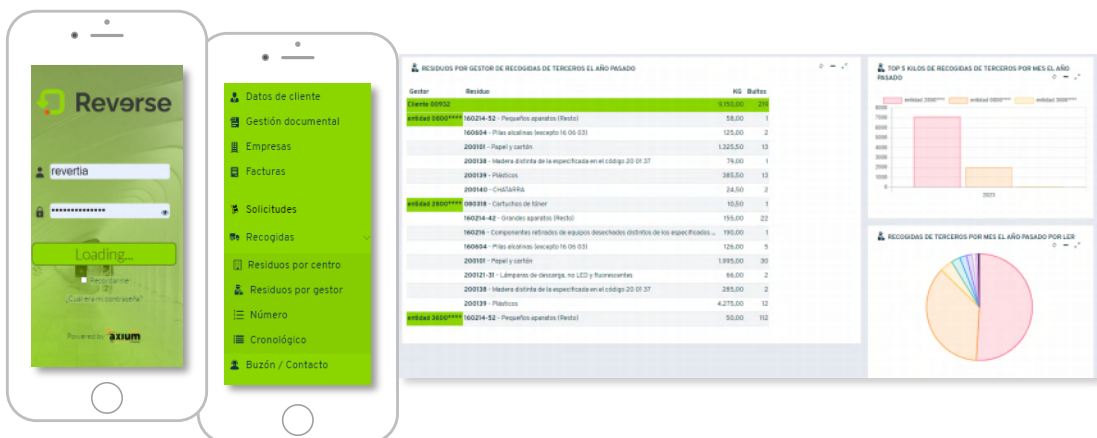 Reverse
revertia
••••••••••••••
Loading...
Recordarme
¿Cuál era mi contraseña?
Powered by axium
Datos de cliente
Gestión documental
Empresas
Facturas
Solicitudes
Recogidas
Residuos por centro
Residuos por gestor
Número
Cronológico
Buzón / Contacto
RESIDUOS POR GESTOR DE RECOGIDAS DE TERCEROS EL AÑO PASADO
Gestor Residuo KG Bultos
Cliente 00932 9.150,00 219
entidad 0800**** 160214-52 - Pequeños aparatos (Resto) 58,00 1
160604 - Pilas alcalinas (excepto 16 06 03) 125,00 2
200101 - Papel y cartón 1.325,50 13
200138 - Madera distinta de la especificada en el código 20 01 37 79,00 1
200139 - Plásticos 385,50 13
200140 - CHATARRA 24,50 2
entidad 2800**** 080318 - Cartuchos de tóner 10,50 1
160214-42 - Grandes aparatos (Resto) 155,00 22
160216 - Componentes retirados de equipos desechados distintos de los especificados ... 190,00 1
160604 - Pilas alcalinas (excepto 16 06 03) 126,00 5
200101 - Papel y cartón 1.995,00 30
200121-31 - Lámparas de descarga, no LED y fluorescentes 66,00 2
200138 - Madera distinta de la especificada en el código 20 01 37 285,00 2
200139 - Plásticos 4.275,00 12
entidad 3600**** 160214-52 - Pequeños aparatos (Resto) 50,00 112
TOP 5 KILOS DE RECOGIDAS DE TERCEROS POR MES EL AÑO
PASADO
entidad 2800**** entidad 0800**** entidad 3600****
8000
7000
6000
5000
4000
3000
2000
1000
0
2023
RECOGIDAS DE TERCEROS POR MES EL AÑO PASADO POR LER